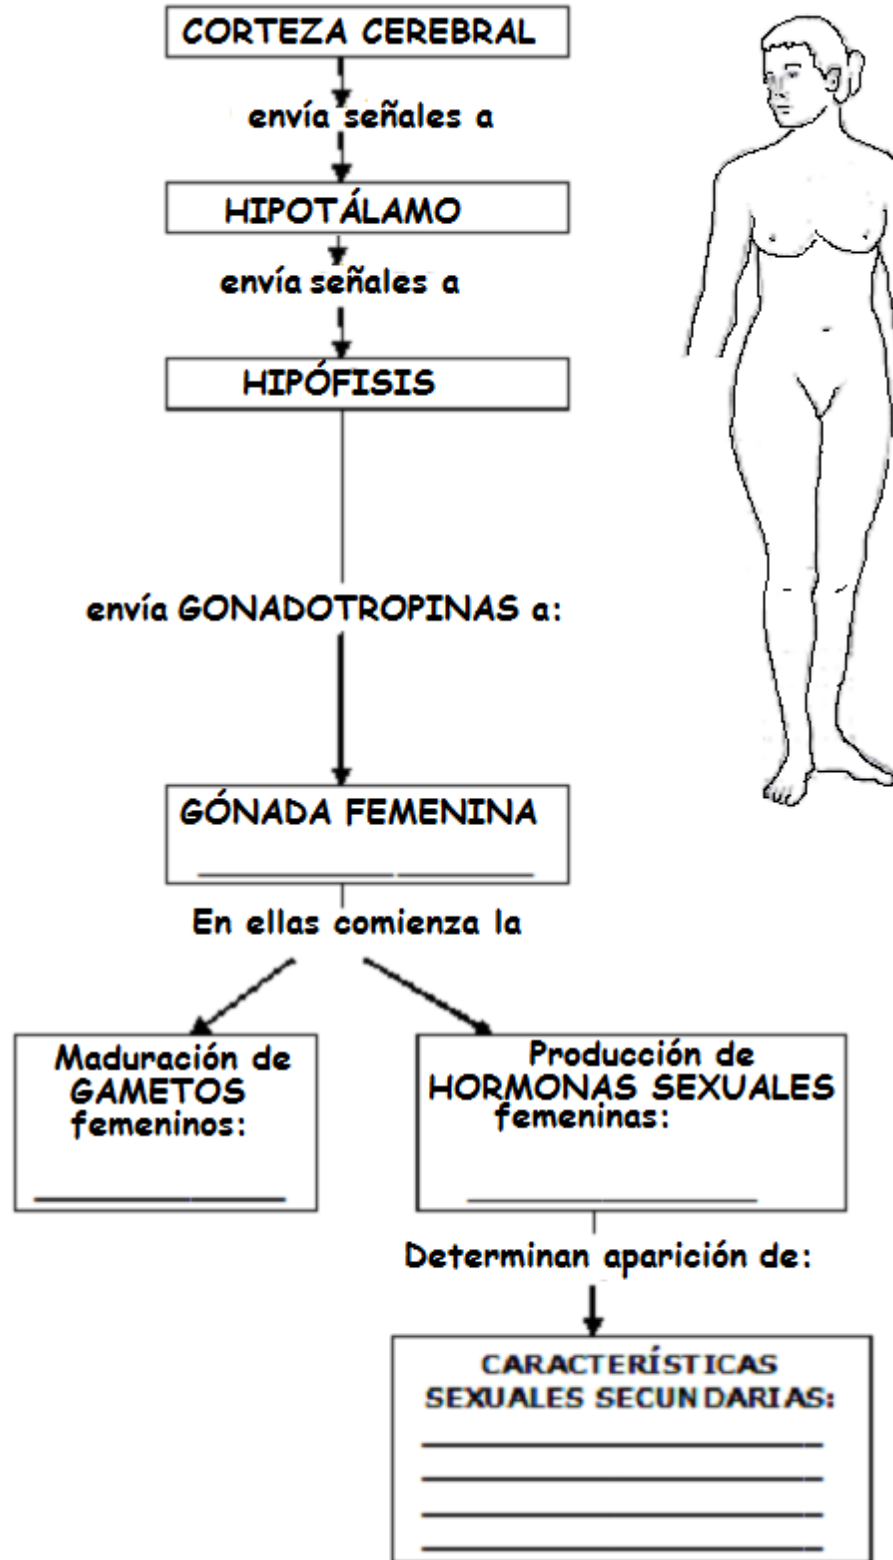 CORTEZA CEREBRAL
envía señales a
HIPOTÁLAMO
envía señales a
HIPÓFISIS
envía GONADOTROPINAS a:
GÓNADA FEMENINA
En ellas comienza la
Maduración de
GAMETOS
femeninos:
Producción de
HORMONAS SEXUALES
femeninas:
Determinan aparición de:
CARACTERÍSTICAS
SEXUALES SECUNDARIAS: